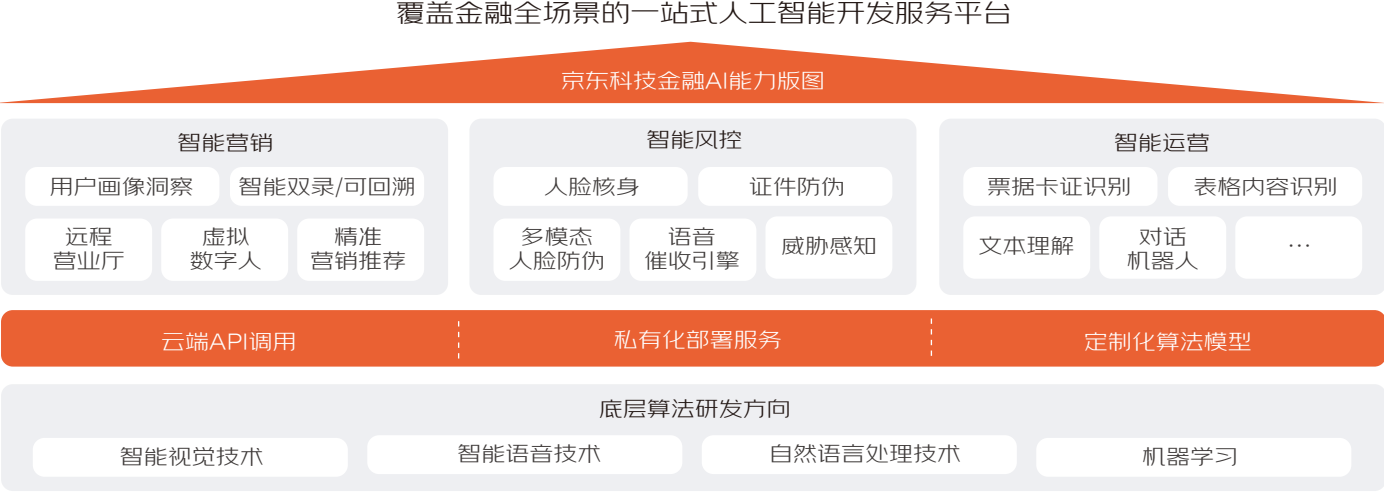 覆盖金融全场景的一站式人工智能开发服务平台
京东科技金融AI能力版图
智能营销
用户画像洞察
智能双录/可回溯
远程
营业厅
虚拟
数字人
精准
营销推荐
智能风控
人脸核身
证件防伪
多模态
人脸防伪
语音
催收引擎
威胁感知
智能运营
票据卡证识别
表格内容识别
文本理解
对话
机器人
…
云端API调用
私有化部署服务
定制化算法模型
底层算法研发方向
智能视觉技术
智能语音技术
自然语言处理技术
机器学习